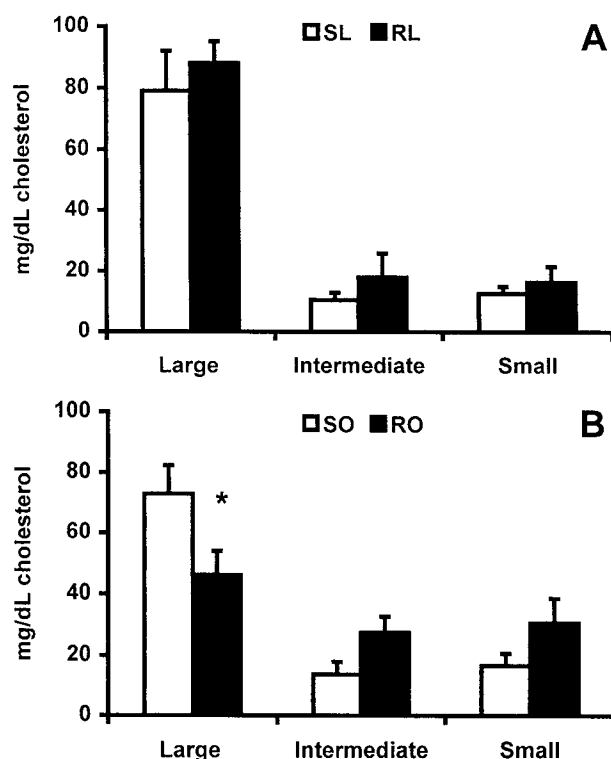 100
SL RL
A
80
60
40
20
0
mg/dL cholesterol
Large Intermediate Small
100
SO RO
B
80
*
60
40
20
0
mg/dL cholesterol
Large Intermediate Small